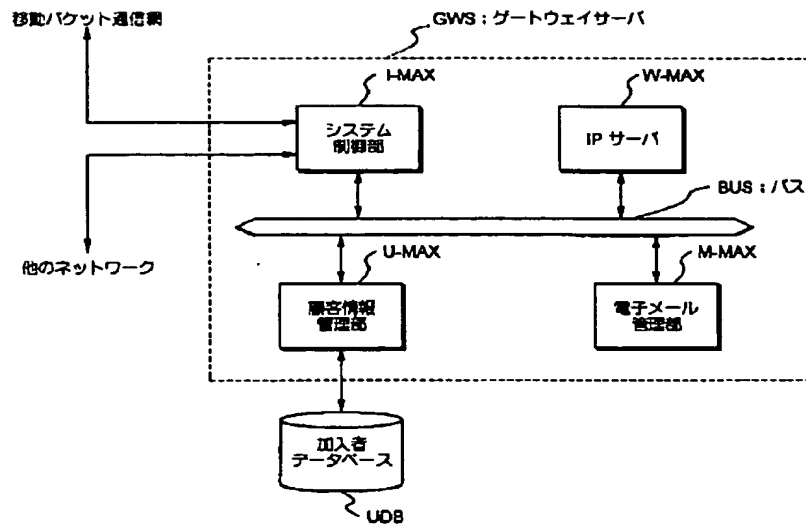 移動パケット通信網
GWS：ゲートウェイサーバ
I-MAX
W-MAX
システム
制御部
IP サーバ
BUS：バス
他のネットワーク
U-MAX
M-MAX
顧客情報
管理部
電子メール
管理部
加入者
データベース
UDB